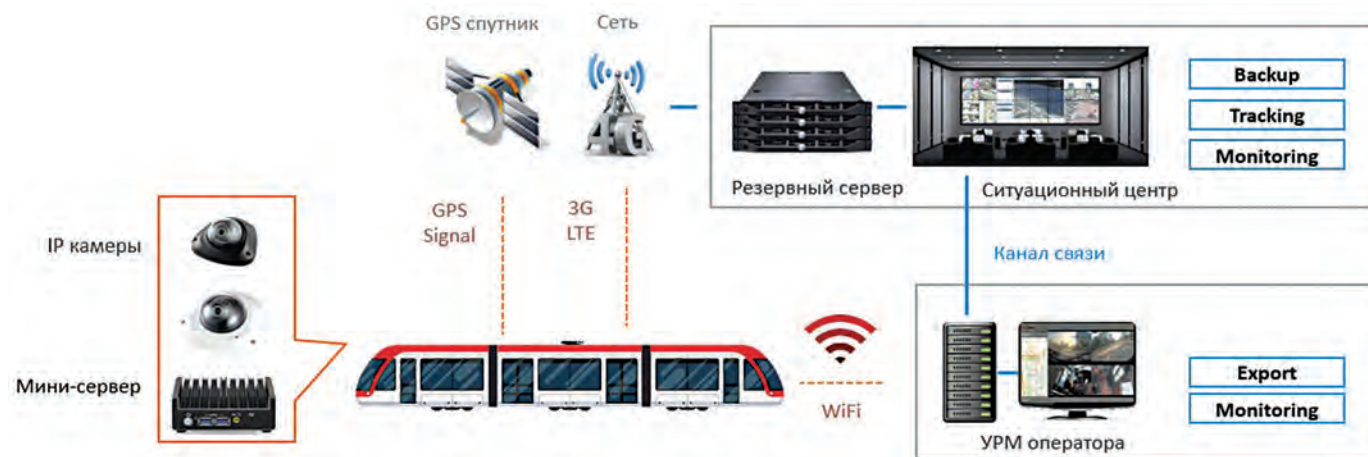 GPS спутник
Сеть
Backup
Tracking
Monitoring
Резервный сервер
Ситуационный центр
GPS
Signal
3G
LTE
IP камеры
Канал связи
Мини-сервер
WiFi
Export
Monitoring
УРМ оператора